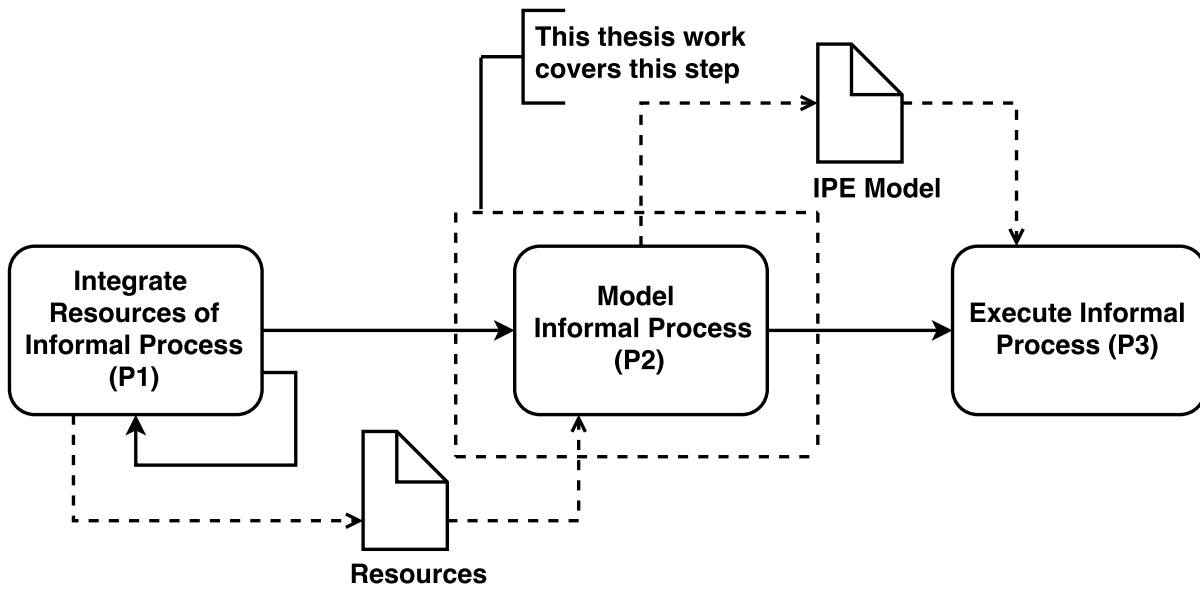 This thesis work
covers this step
IPE Model
Integrate
Resources of
Informal Process
(P1)
Model
Informal Process
(P2)
Execute Informal
Process (P3)
Resources